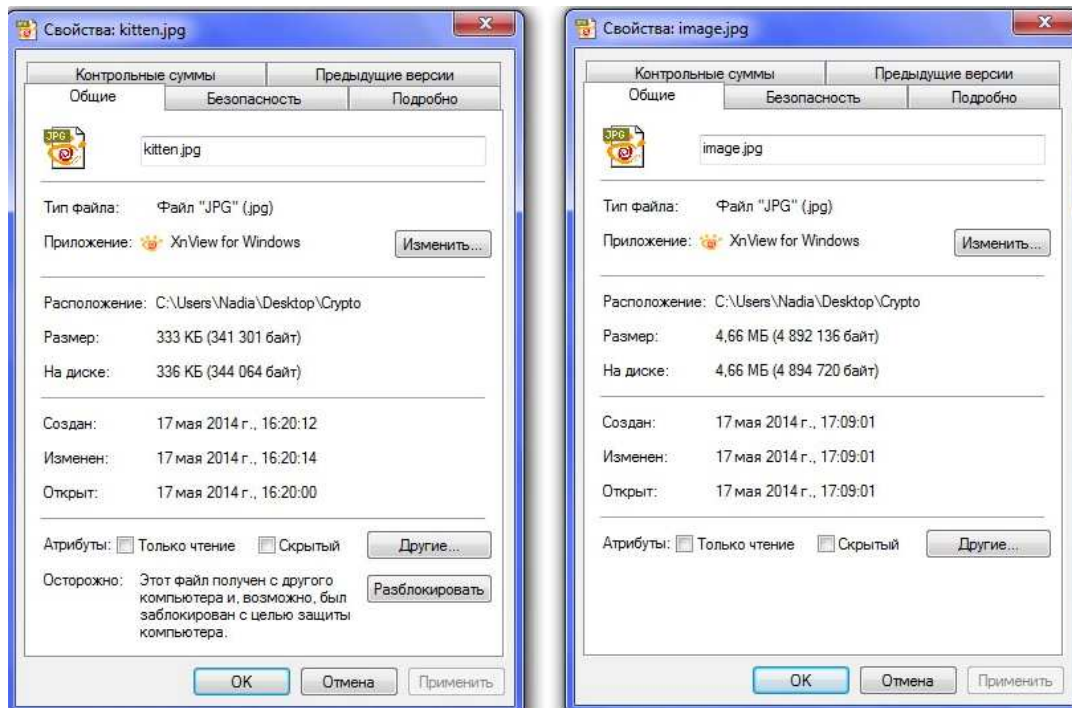 Свойства: kitten.jpg
Контрольные суммы Предыдущие версии
Общие Безопасность Подробно
JPG
kitten.jpg
Тип файла: Файл "JPG" (.jpg)
Приложение: XnView for Windows Изменить...
Расположение: C:\Users\Nadia\Desktop\Crypto
Размер: 333 КБ (341 301 байт)
На диске: 336 КБ (344 064 байт)
Создан: 17 мая 2014 г., 16:20:12
Изменен: 17 мая 2014 г., 16:20:14
Открыт: 17 мая 2014 г., 16:20:00
Атрибуты: Только чтение Скрытый Другие...
Осторожно: Этот файл получен с другого
компьютера и, возможно, был
заблокирован с целью защиты
компьютера.
Разблокировать
OK Отмена Применить
Свойства: image.jpg
Контрольные суммы Предыдущие версии
Общие Безопасность Подробно
JPG
image.jpg
Тип файла: Файл "JPG" (.jpg)
Приложение: XnView for Windows Изменить...
Расположение: C:\Users\Nadia\Desktop\Crypto
Размер: 4,66 МБ (4 892 136 байт)
На диске: 4,66 МБ (4 894 720 байт)
Создан: 17 мая 2014 г., 17:09:01
Изменен: 17 мая 2014 г., 17:09:01
Открыт: 17 мая 2014 г., 17:09:01
Атрибуты: Только чтение Скрытый Другие...
OK Отмена Применить